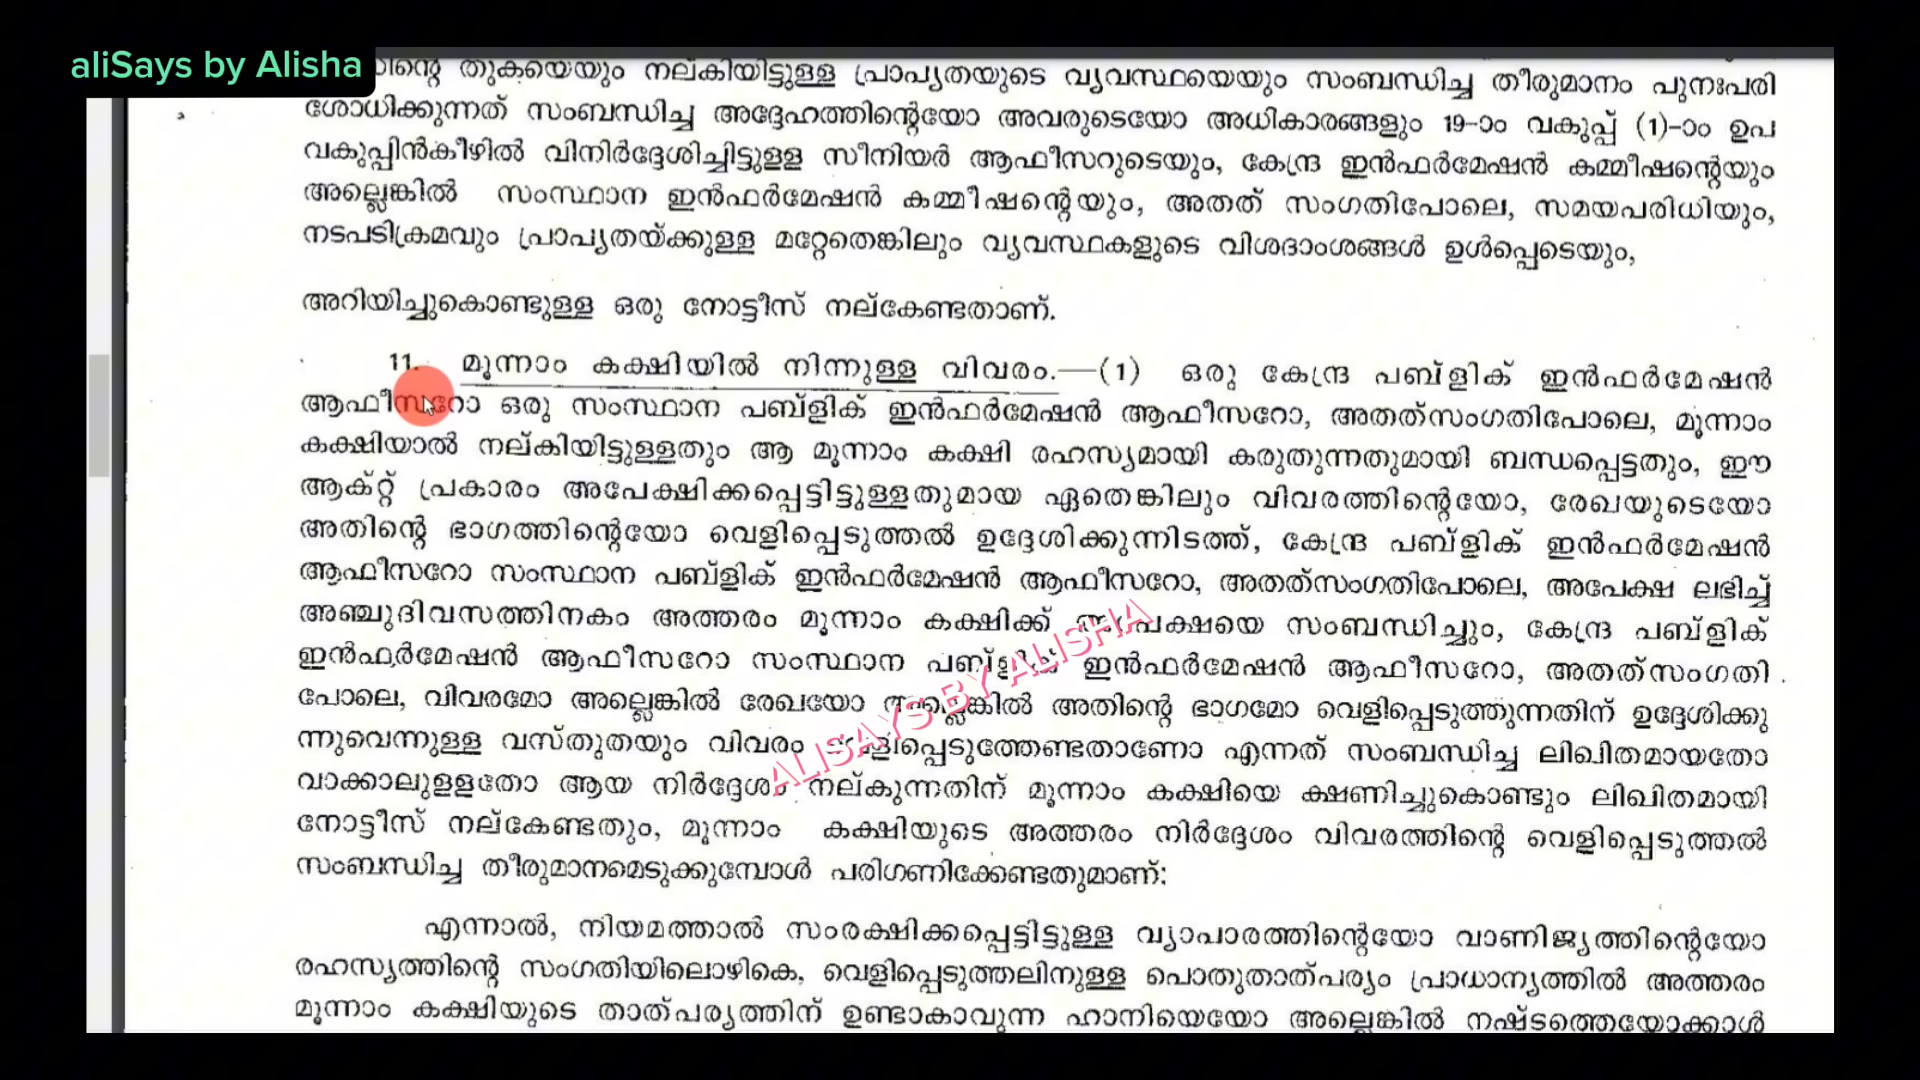 aliSays by Alisha
തുകയെയും നല്കിയിട്ടുള്ള പ്രാപ്യതയുടെ വ്യവസ്ഥയെയും സംബന്ധിച്ച തീരുമാനം പുനഃപരി
ശോധിക്കുന്നത് സംബന്ധിച്ച അദ്ദേഹത്തിന്റെയോ അവരുടെയോ അധികാരങ്ങളും 19-ാം വകുപ്പ് (1)-ാം ഉപ
വകുപ്പിൻകീഴിൽ വിനിർദ്ദേശിച്ചിട്ടുള്ള സീനിയർ ആഫീസറുടെയും, കേന്ദ്ര ഇൻഫർമേഷൻ കമ്മീഷന്റെയും
അല്ലെങ്കിൽ സംസ്ഥാന ഇൻഫർമേഷൻ കമ്മീഷന്റെയും, അതത് സംഗതിപോലെ, സമയപരിധിയും,
നടപടിക്രമവും പ്രാപ്യതയ്ക്കുള്ള മറ്റേതെങ്കിലും വ്യവസ്ഥകളുടെ വിശദാംശങ്ങൾ ഉൾപ്പെടെയും,
അറിയിച്ചുകൊണ്ടുള്ള ഒരു നോട്ടീസ് നല്കേണ്ടതാണ്.
11. മൂന്നാം കക്ഷിയിൽ നിന്നുള്ള വിവരം.—(1) ഒരു കേന്ദ്ര പബ്ളിക് ഇൻഫർമേഷൻ
ആഫീസറോ ഒരു സംസ്ഥാന പബ്ളിക് ഇൻഫർമേഷൻ ആഫീസറോ, അതത്സംഗതിപോലെ, മൂന്നാം
കക്ഷിയാൽ നല്കിയിട്ടുള്ളതും ആ മൂന്നാം കക്ഷി രഹസ്യമായി കരുതുന്നതുമായി ബന്ധപ്പെട്ടതും, ഈ
ആക്റ്റ് പ്രകാരം അപേക്ഷിക്കപ്പെട്ടിട്ടുള്ളതുമായ ഏതെങ്കിലും വിവരത്തിന്റെയോ, രേഖയുടെയോ
അതിന്റെ ഭാഗത്തിന്റെയോ വെളിപ്പെടുത്തൽ ഉദ്ദേശിക്കുന്നിടത്ത്, കേന്ദ്ര പബ്ളിക് ഇൻഫർമേഷൻ
ആഫീസറോ സംസ്ഥാന പബ്ളിക് ഇൻഫർമേഷൻ ആഫീസറോ, അതത്സംഗതിപോലെ, അപേക്ഷ ലഭിച്ച്
അഞ്ചുദിവസത്തിനകം അത്തരം മൂന്നാം കക്ഷിക്ക് അപേക്ഷയെ സംബന്ധിച്ചും, കേന്ദ്ര പബ്ളിക്
ഇൻഫർമേഷൻ ആഫീസറോ സംസ്ഥാന പബ്ളിക് ഇൻഫർമേഷൻ ആഫീസറോ, അതത്സംഗതി
പോലെ, വിവരമോ അല്ലെങ്കിൽ രേഖയോ അല്ലെങ്കിൽ അതിന്റെ ഭാഗമോ വെളിപ്പെടുത്തുന്നതിന് ഉദ്ദേശിക്കു
ന്നുവെന്നുള്ള വസ്തുതയും വിവരം വെളിപ്പെടുത്തേണ്ടതാണോ എന്നത് സംബന്ധിച്ച ലിഖിതമായതോ
വാക്കാലുള്ളതോ ആയ നിർദ്ദേശം നല്കുന്നതിന് മൂന്നാം കക്ഷിയെ ക്ഷണിച്ചുകൊണ്ടും ലിഖിതമായി
നോട്ടീസ് നല്കേണ്ടതും, മൂന്നാം കക്ഷിയുടെ അത്തരം നിർദ്ദേശം വിവരത്തിന്റെ വെളിപ്പെടുത്തൽ
സംബന്ധിച്ച തീരുമാനമെടുക്കുമ്പോൾ പരിഗണിക്കേണ്ടതുമാണ്:
എന്നാൽ, നിയമത്താൽ സംരക്ഷിക്കപ്പെട്ടിട്ടുള്ള വ്യാപാരത്തിന്റെയോ വാണിജ്യത്തിന്റെയോ
രഹസ്യത്തിന്റെ സംഗതിയിലൊഴികെ, വെളിപ്പെടുത്തലിനുള്ള പൊതുതാത്പര്യം പ്രാധാന്യത്തിൽ അത്തരം
മൂന്നാം കക്ഷിയുടെ താത്പര്യത്തിന് ഉണ്ടാകാവുന്ന ഹാനിയെയോ അല്ലെങ്കിൽ നഷ്ടത്തെയോക്കാൾ
ALISAYS BY ALISHA